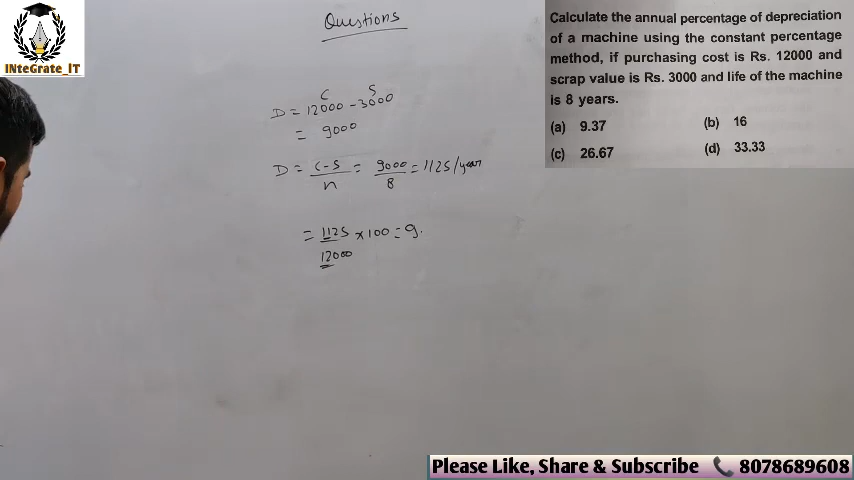 INteGrate_IT
Questions
Calculate the annual percentage of depreciation
of a machine using the constant percentage
method, if purchasing cost is Rs. 12000 and
scrap value is Rs. 3000 and life of the machine
is 8 years.
(a) 9.37 (b) 16
(c) 26.67 (d) 33.33
C S
D = 12000 - 3000
= 9000
D = C-S / n = 9000 / 8 = 1125/year
= 1125 / 12000 × 100 = 9.
Please Like, Share & Subscribe 8078689608